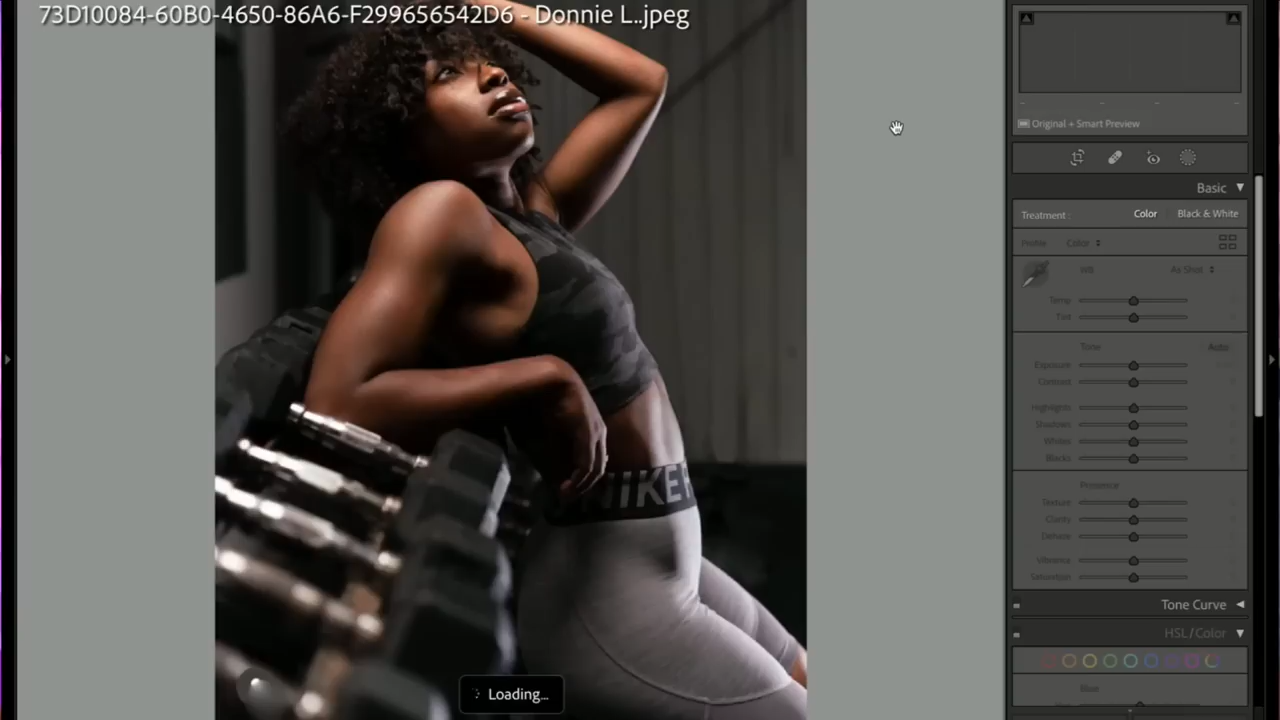 73D10084-60B0-4650-86A6-F299656542D6 - Donnie L..jpeg
Original + Smart Preview
Basic
Treatment :
Color
Black & White
Profile
Color
WB
As Shot
Temp
Tint
Tone
Auto
Exposure
Contrast
Highlights
Shadows
Whites
Blacks
Presence
Texture
Clarity
Dehaze
Vibrance
Saturation
Tone Curve
HSL / Color
Blue
NIKE
Loading...